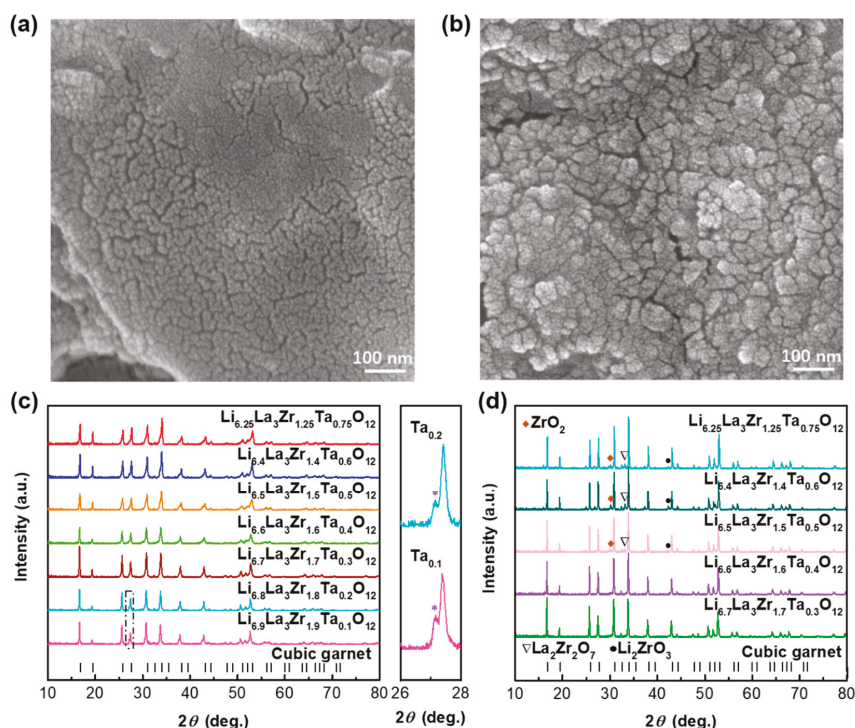 (a)
100 nm
(b)
100 nm
(c)
Li6.25La3Zr1.25Ta0.75O12
Li6.4La3Zr1.4Ta0.6O12
Li6.5La3Zr1.5Ta0.5O12
Li6.6La3Zr1.6Ta0.4O12
Li6.7La3Zr1.7Ta0.3O12
Li6.8La3Zr1.8Ta0.2O12
Li6.9La3Zr1.9Ta0.1O12
Cubic garnet
Intensity (a.u.)
10 20 30 40 50 60 70 80
2θ (deg.)
Ta0.2
*
Ta0.1
*
26 28
(d)
◆ZrO2
Li6.25La3Zr1.25Ta0.75O12
Li6.4La3Zr1.4Ta0.6O12
Li6.5La3Zr1.5Ta0.5O12
Li6.6La3Zr1.6Ta0.4O12
Li6.7La3Zr1.7Ta0.3O12
▽La2Zr2O7 ●Li2ZrO3 Cubic garnet
Intensity (a.u.)
10 20 30 40 50 60 70 80
2θ (deg.)